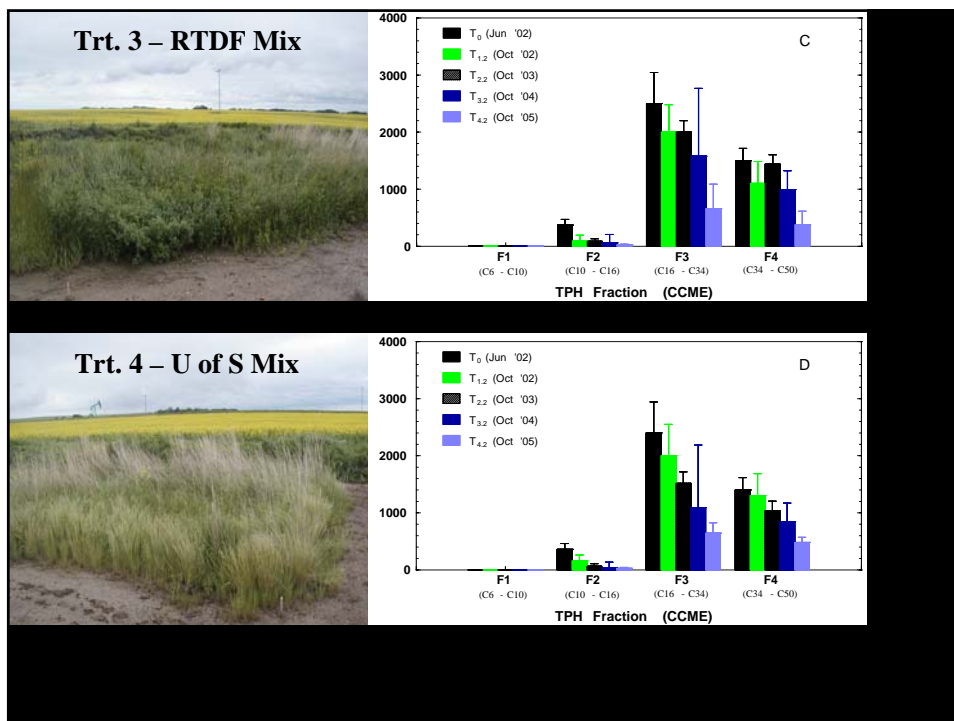 Trt. 3 – RTDF Mix
4000
3000
2000
1000
0
T0 (Jun '02)
T1.2 (Oct '02)
T2.2 (Oct '03)
T3.2 (Oct '04)
T4.2 (Oct '05)
C
F1 F2 F3 F4
(C6 - C10) (C10 - C16) (C16 - C34) (C34 - C50)
TPH Fraction (CCME)
Trt. 4 – U of S Mix
4000
3000
2000
1000
0
T0 (Jun '02)
T1.2 (Oct '02)
T2.2 (Oct '03)
T3.2 (Oct '04)
T4.2 (Oct '05)
D
F1 F2 F3 F4
(C6 - C10) (C10 - C16) (C16 - C34) (C34 - C50)
TPH Fraction (CCME)